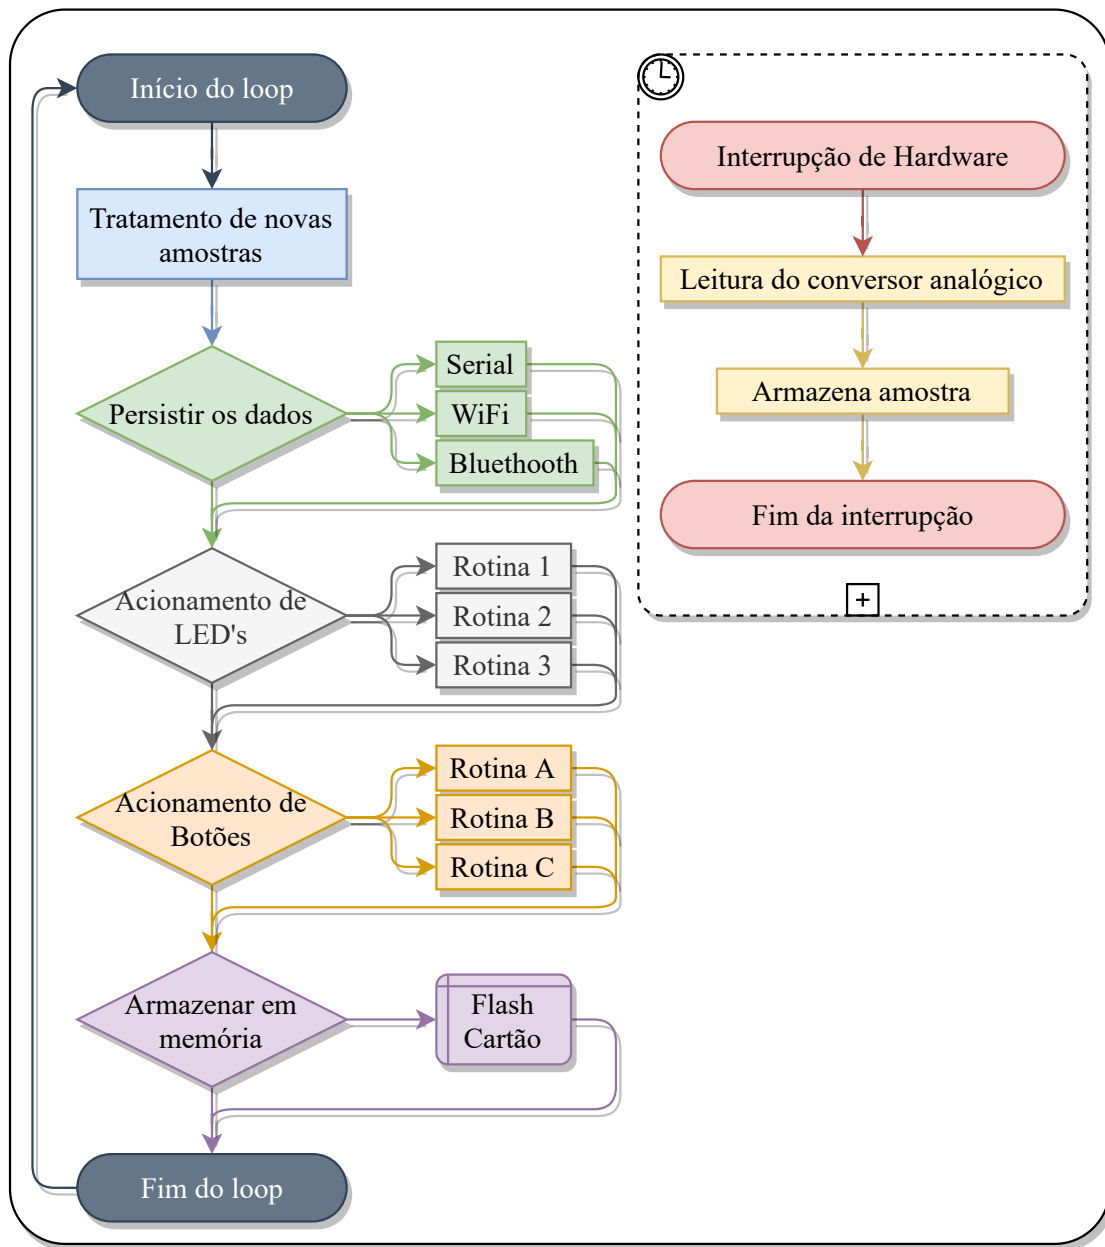 Início do loop
Tratamento de novas
amostras
Persistir os dados
Serial
WiFi
Bluethooth
Acionamento de
LED's
Rotina 1
Rotina 2
Rotina 3
Acionamento de
Botões
Rotina A
Rotina B
Rotina C
Armazenar em
memória
Flash
Cartão
Fim do loop
Interrupção de Hardware
Leitura do conversor analógico
Armazena amostra
Fim da interrupção